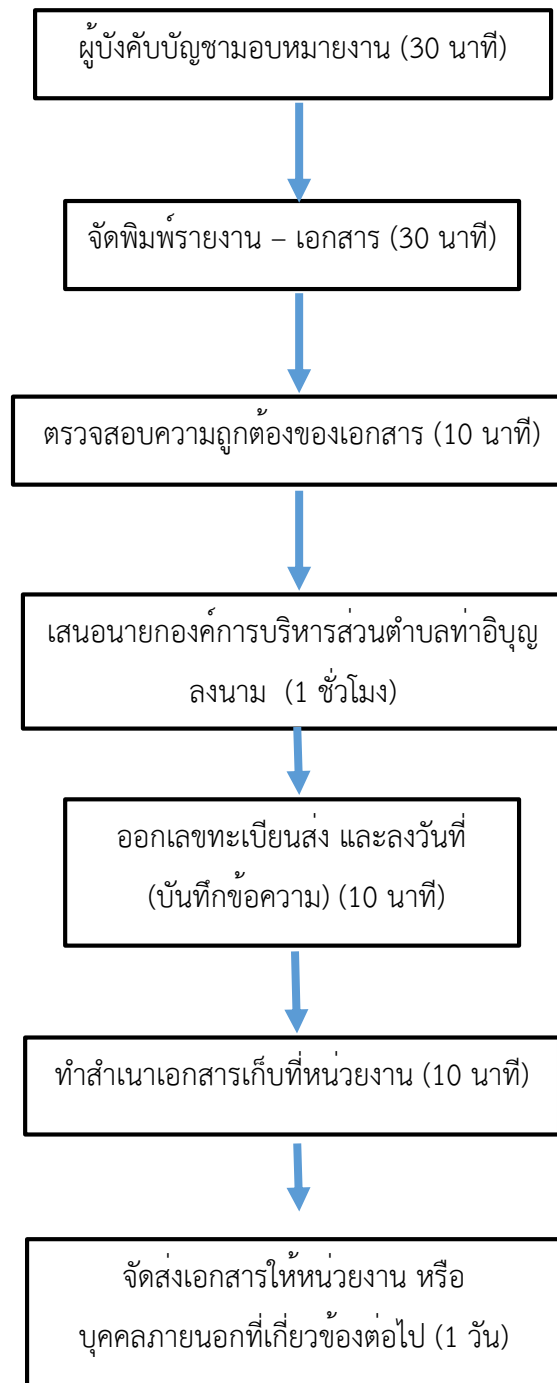 ผู้บังคับบัญชามอบหมายงาน (30 นาที)
จัดพิมพ์รายงาน – เอกสาร (30 นาที)
ตรวจสอบความถูกต้องของเอกสาร (10 นาที)
เสนอนายกองค์การบริหารส่วนตำบลท่าอิบุญ
ลงนาม (1 ชั่วโมง)
ออกเลขทะเบียนส่ง และลงวันที่
(บันทึกข้อความ) (10 นาที)
ทำสำเนาเอกสารเก็บที่หน่วยงาน (10 นาที)
จัดส่งเอกสารให้หน่วยงาน หรือ
บุคคลภายนอกที่เกี่ยวข้องต่อไป (1 วัน)